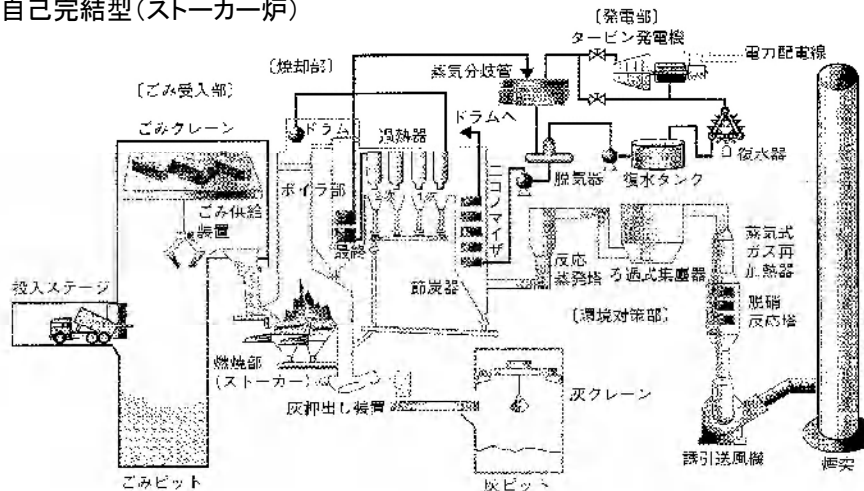 自己完結型(ストーカー炉)
〔発電部〕
タービン発電機
電力配電線
〔焼却部〕
蒸気分岐管
〔ごみ受入部〕
ごみクレーン
ドラム
過熱器
ドラムへ
復水器
ボイラ部
脱気器
復水タンク
ごみ供給
装置
エコノマイザ
蒸気式
ガス再
加熱器
反応
蒸発塔
ろ過式集塵器
投入ステージ
節炭器
〔環境対策部〕
脱硝
反応塔
燃焼部
(ストーカー)
灰押出し装置
灰クレーン
誘引送風機
煙突
ごみピット
灰ピット